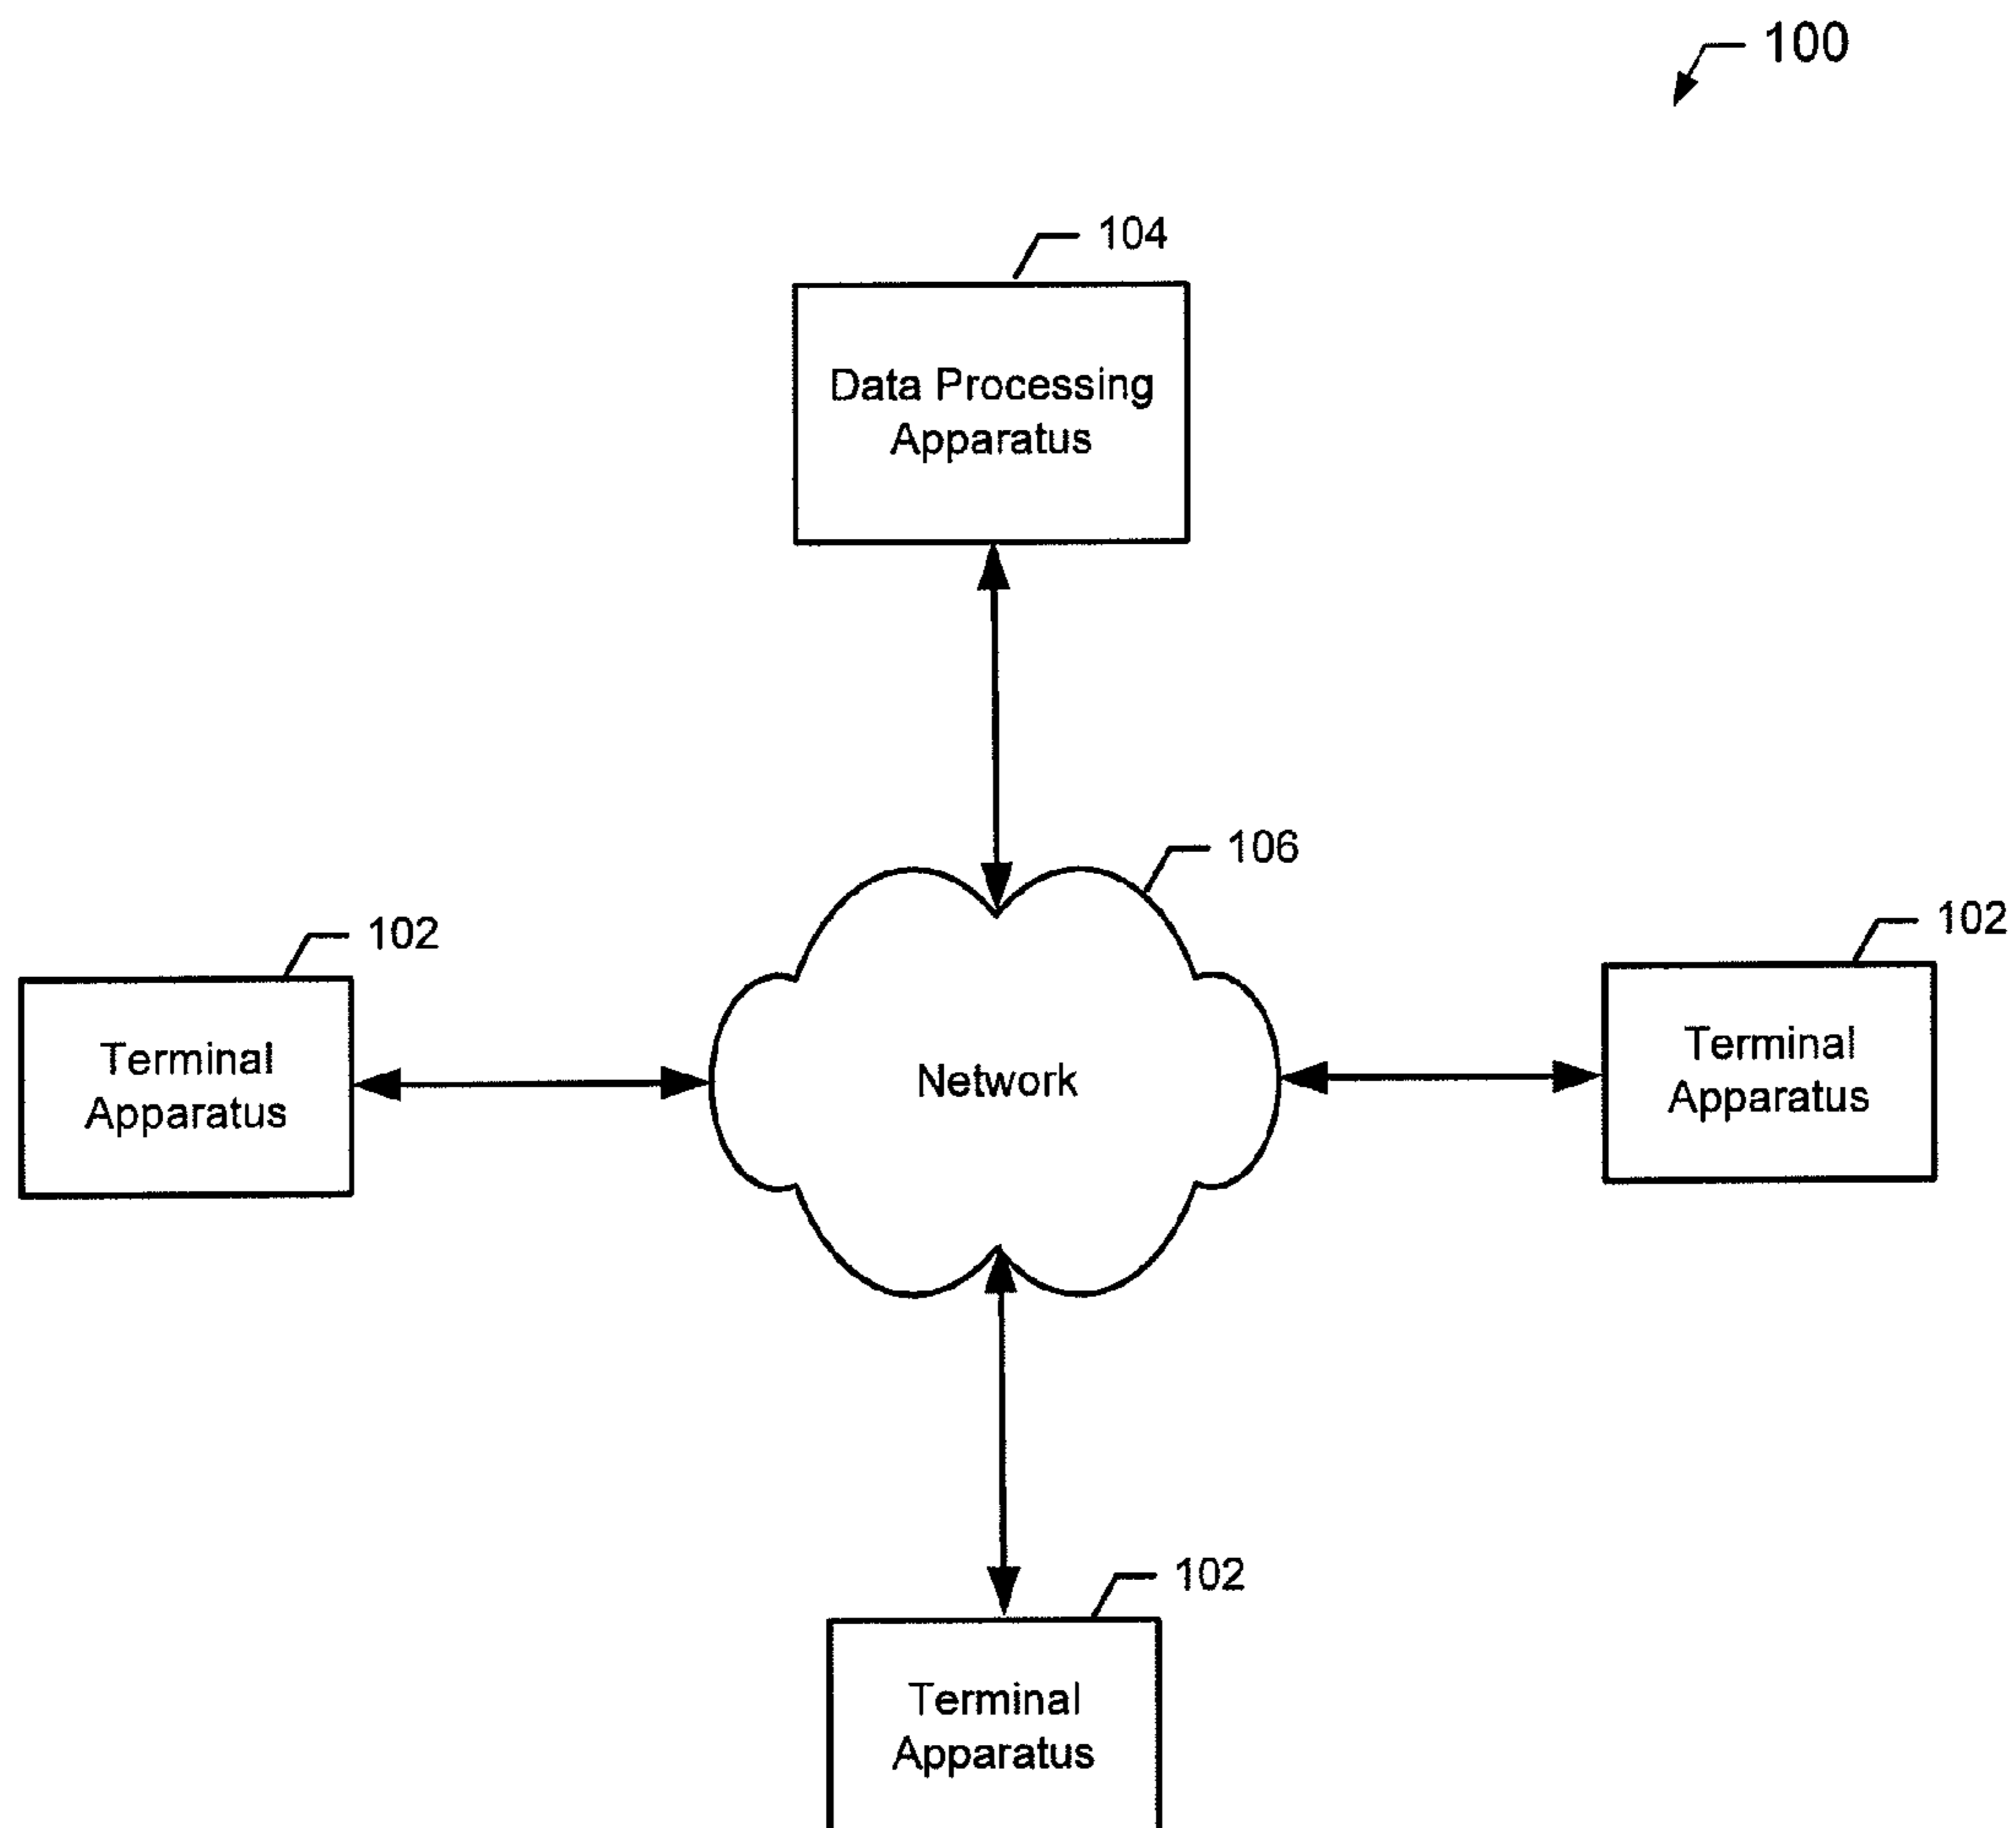 100
104
Data Processing
Apparatus
106
102
102
Terminal
Apparatus
Network
Terminal
Apparatus
102
Terminal
Apparatus